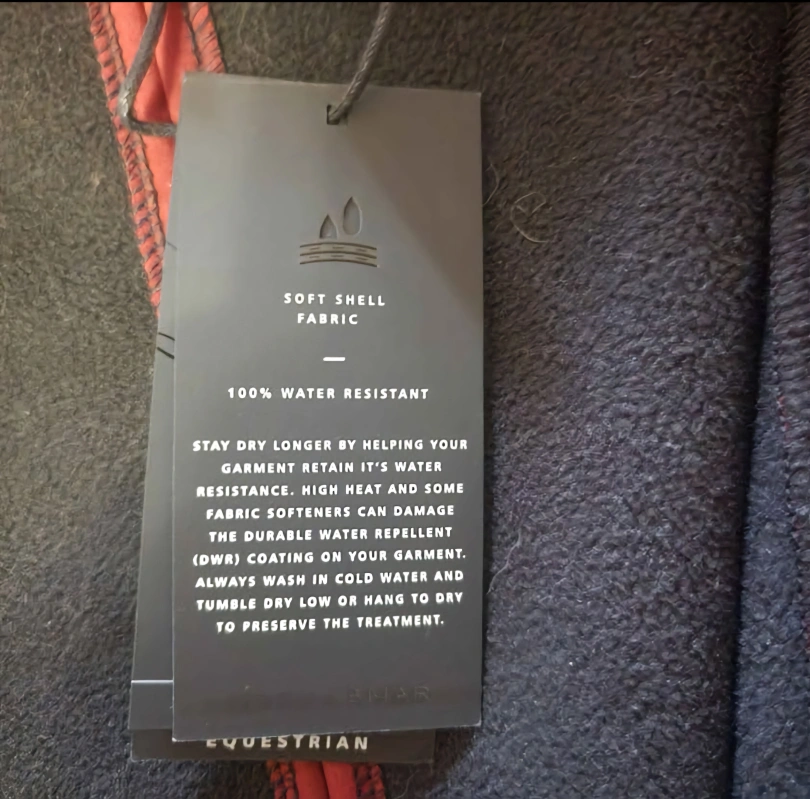 SOFT SHELL
FABRIC
100% WATER RESISTANT
STAY DRY LONGER BY HELPING YOUR
GARMENT RETAIN IT'S WATER
RESISTANCE. HIGH HEAT AND SOME
FABRIC SOFTENERS CAN DAMAGE
THE DURABLE WATER REPELLENT
(DWR) COATING ON YOUR GARMENT.
ALWAYS WASH IN COLD WATER AND
TUMBLE DRY LOW OR HANG TO DRY
TO PRESERVE THE TREATMENT.
EQUESTRIAN